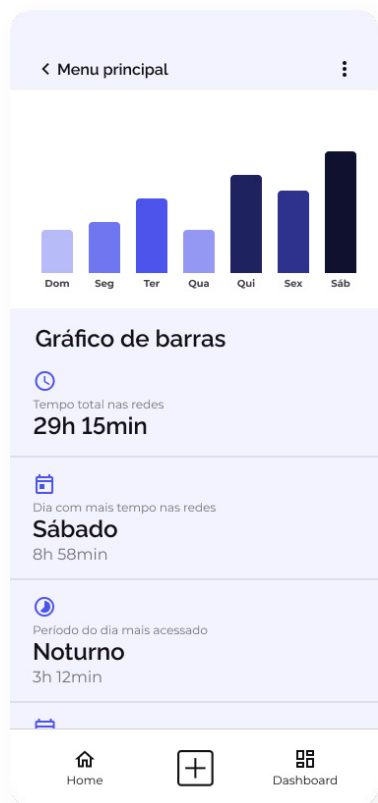 Menu principal
Dom Seg Ter Qua Qui Sex Sáb
Gráfico de barras
Tempo total nas redes
29h 15min
Dia com mais tempo nas redes
Sábado
8h 58min
Período do dia mais acessado
Noturno
3h 12min
Home Dashboard